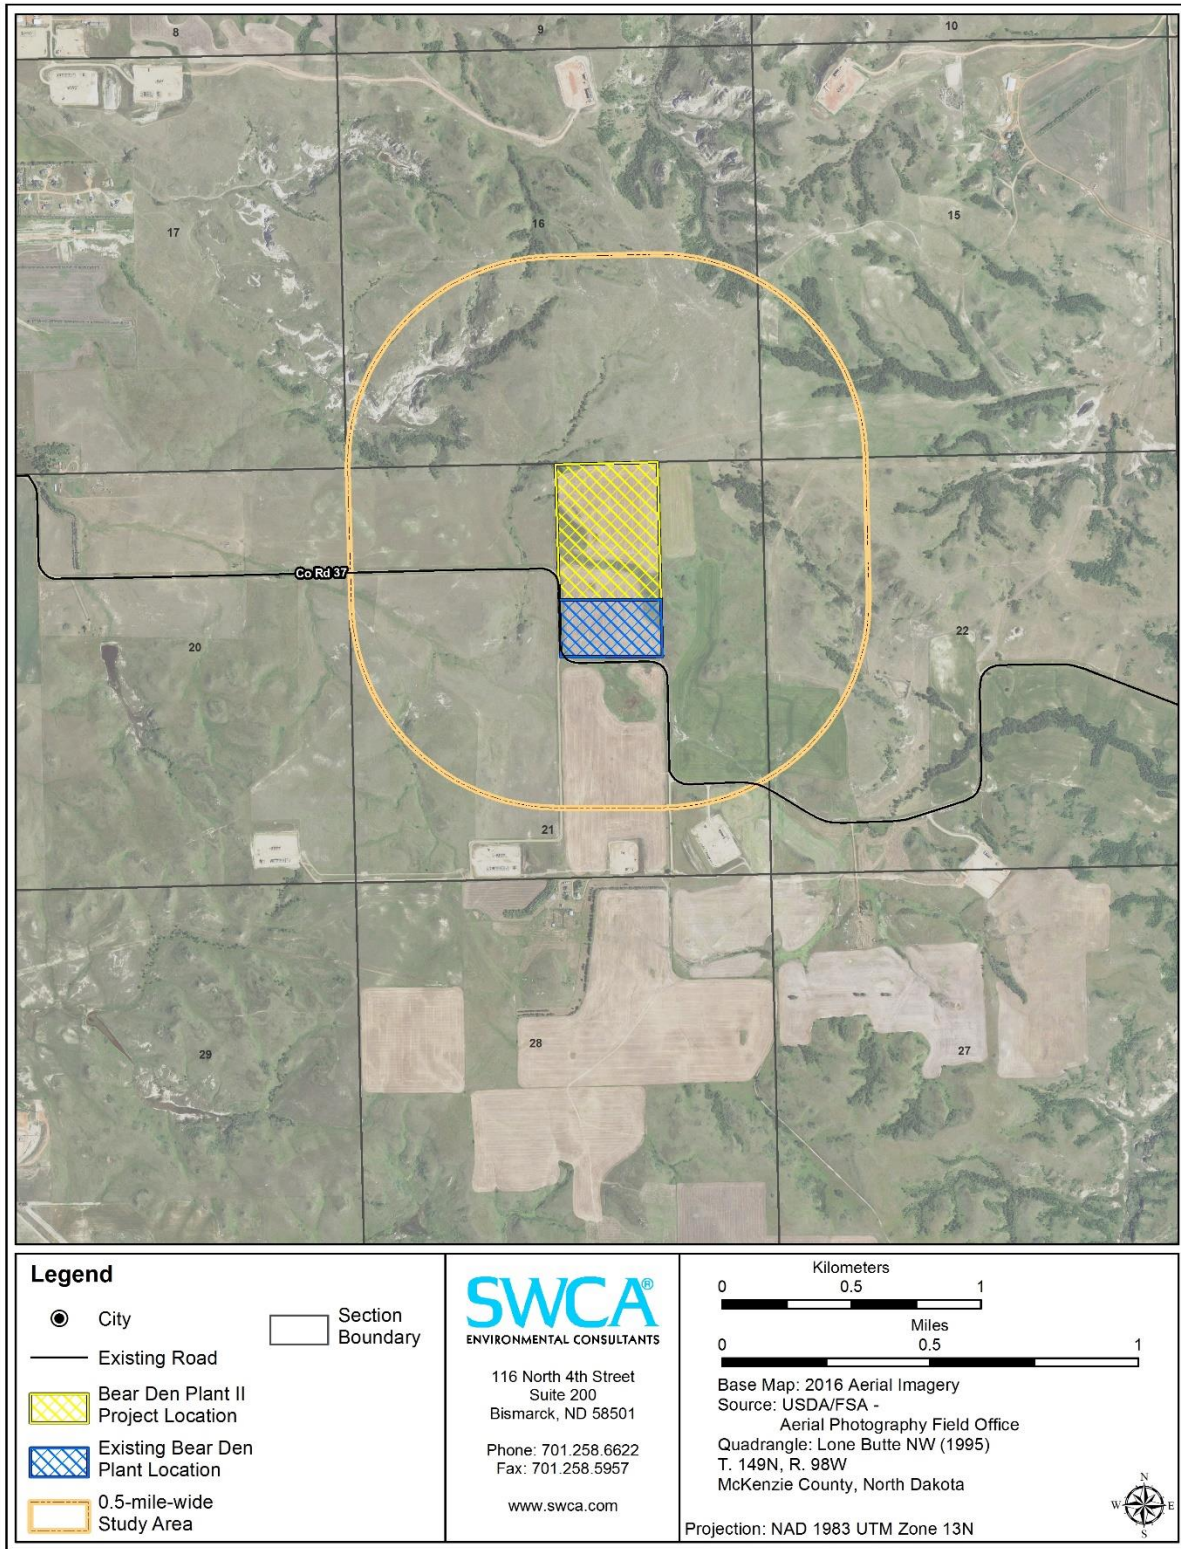 8
9
10
17
16
15
Co Rd 37
20
22
21
29
28
27
Legend
City
Existing Road
Section
Boundary
Bear Den Plant II
Project Location
Existing Bear Den
Plant Location
0.5-mile-wide
Study Area
SWCA®
ENVIRONMENTAL CONSULTANTS
116 North 4th Street
Suite 200
Bismarck, ND 58501
Phone: 701.258.6622
Fax: 701.258.5957
www.swca.com
Kilometers
0 0.5 1
Miles
0 0.5 1
Base Map: 2016 Aerial Imagery
Source: USDA/FSA -
Aerial Photography Field Office
Quadrangle: Lone Butte NW (1995)
T. 149N, R. 98W
McKenzie County, North Dakota
Projection: NAD 1983 UTM Zone 13N
N
W E
S